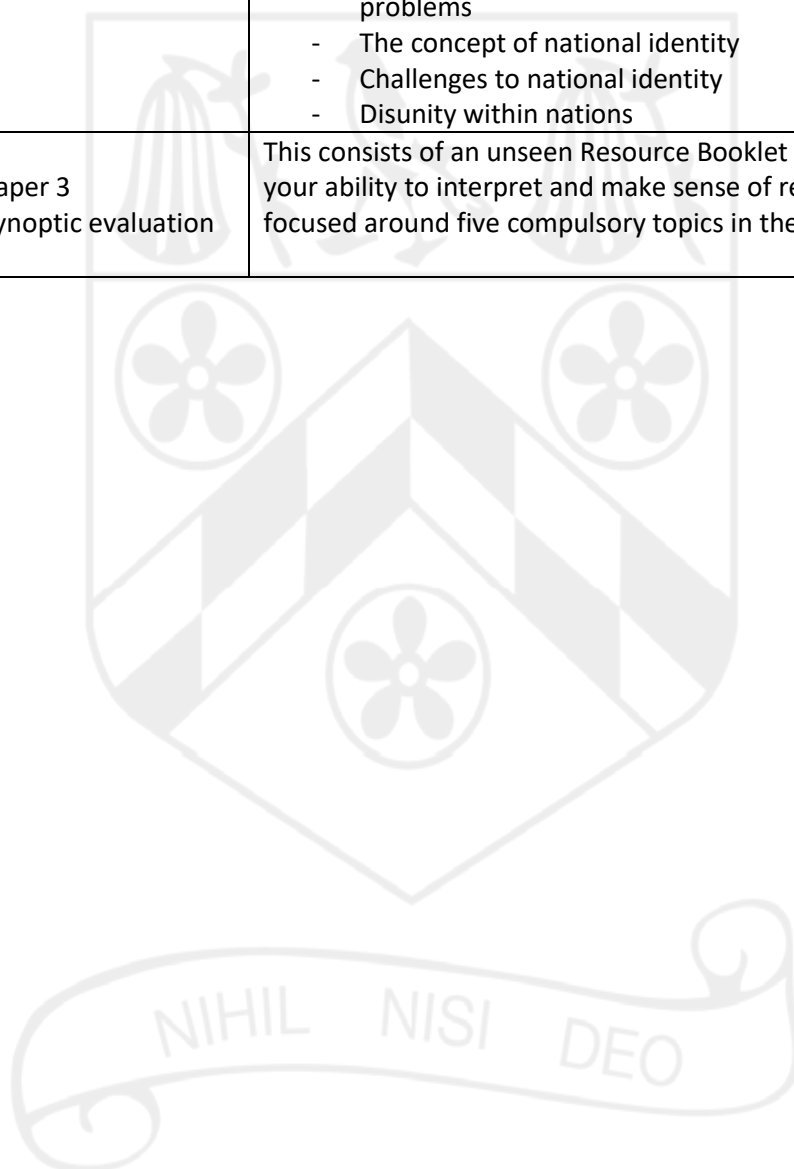 problems
- The concept of national identity
- Challenges to national identity
- Disunity within nations
This consists of an unseen Resource Booklet
aper 3
your ability to interpret and make sense of re
ynoptic evaluation
focused around five compulsory topics in the
NIHIL NISI DEO